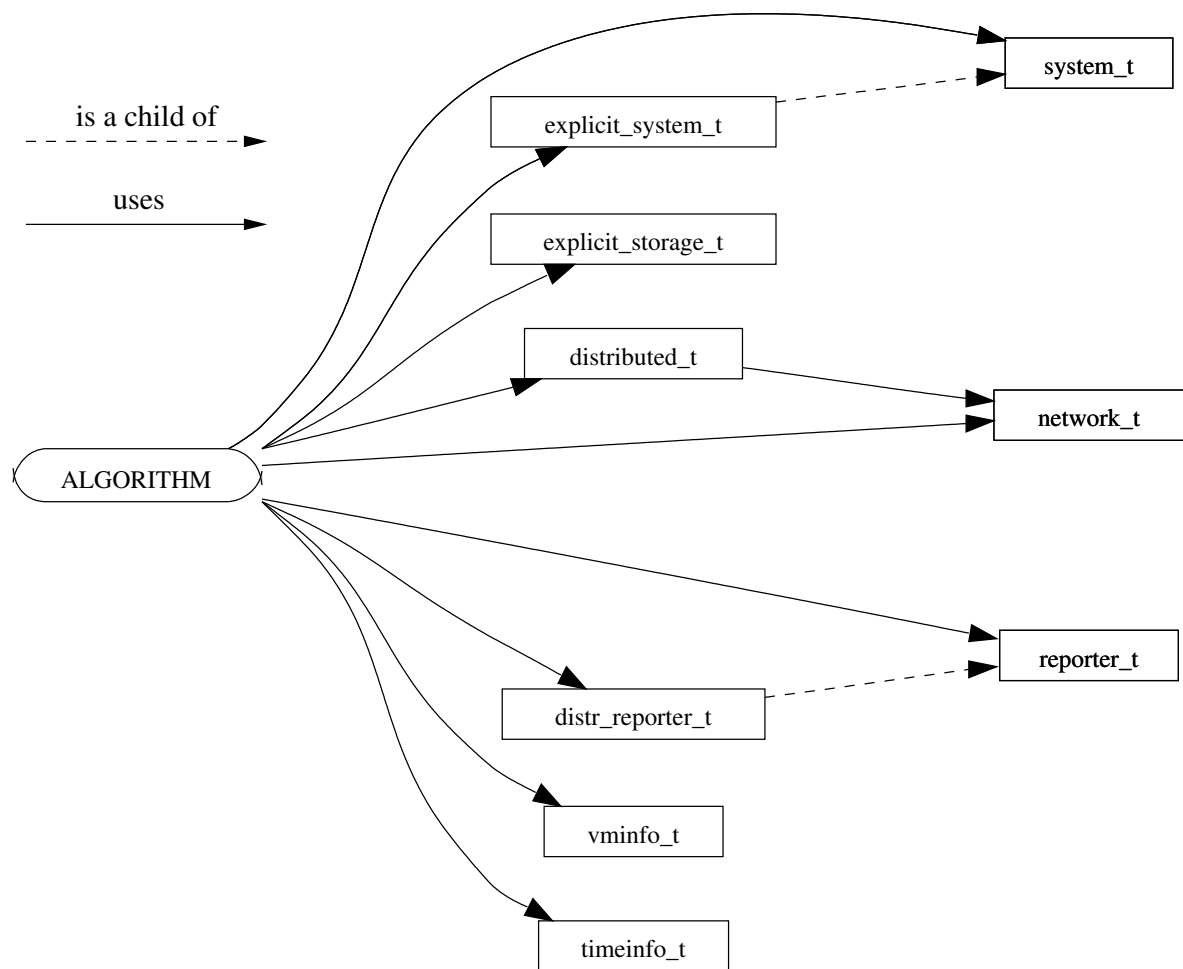 system_t
is a child of
explicit_system_t
uses
explicit_storage_t
distributed_t
network_t
ALGORITHM
reporter_t
distr_reporter_t
vminfo_t
timeinfo_t